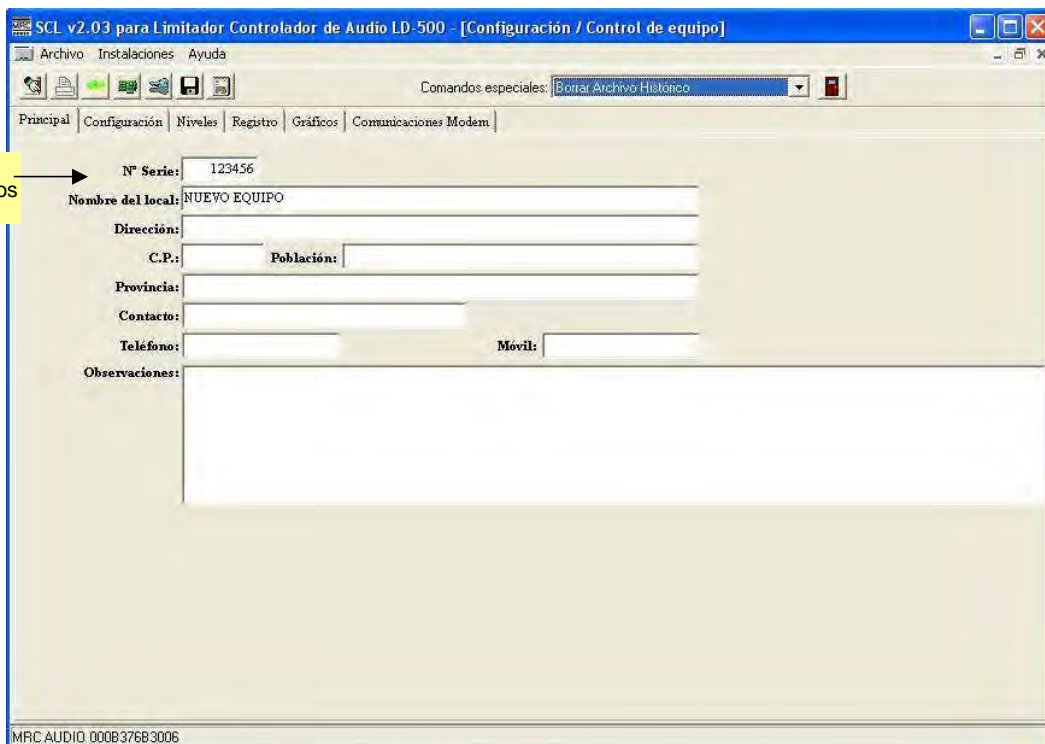 SCL v2.03 para Limitador Controlador de Audio LD-500 - [Configuración / Control de equipo]
Archivo Instalaciones Ayuda
Comandos especiales: Borrar Archivo Histórico
Principal Configuración Niveles Registro Gráficos Comunicaciones Modem
Nº Serie: 123456
os
Nombre del local: NUEVO EQUIPO
Dirección:
C.P.: Población:
Provincia:
Contacto:
Teléfono: Móvil:
Observaciones:
MRC AUDIO 000B376B3006